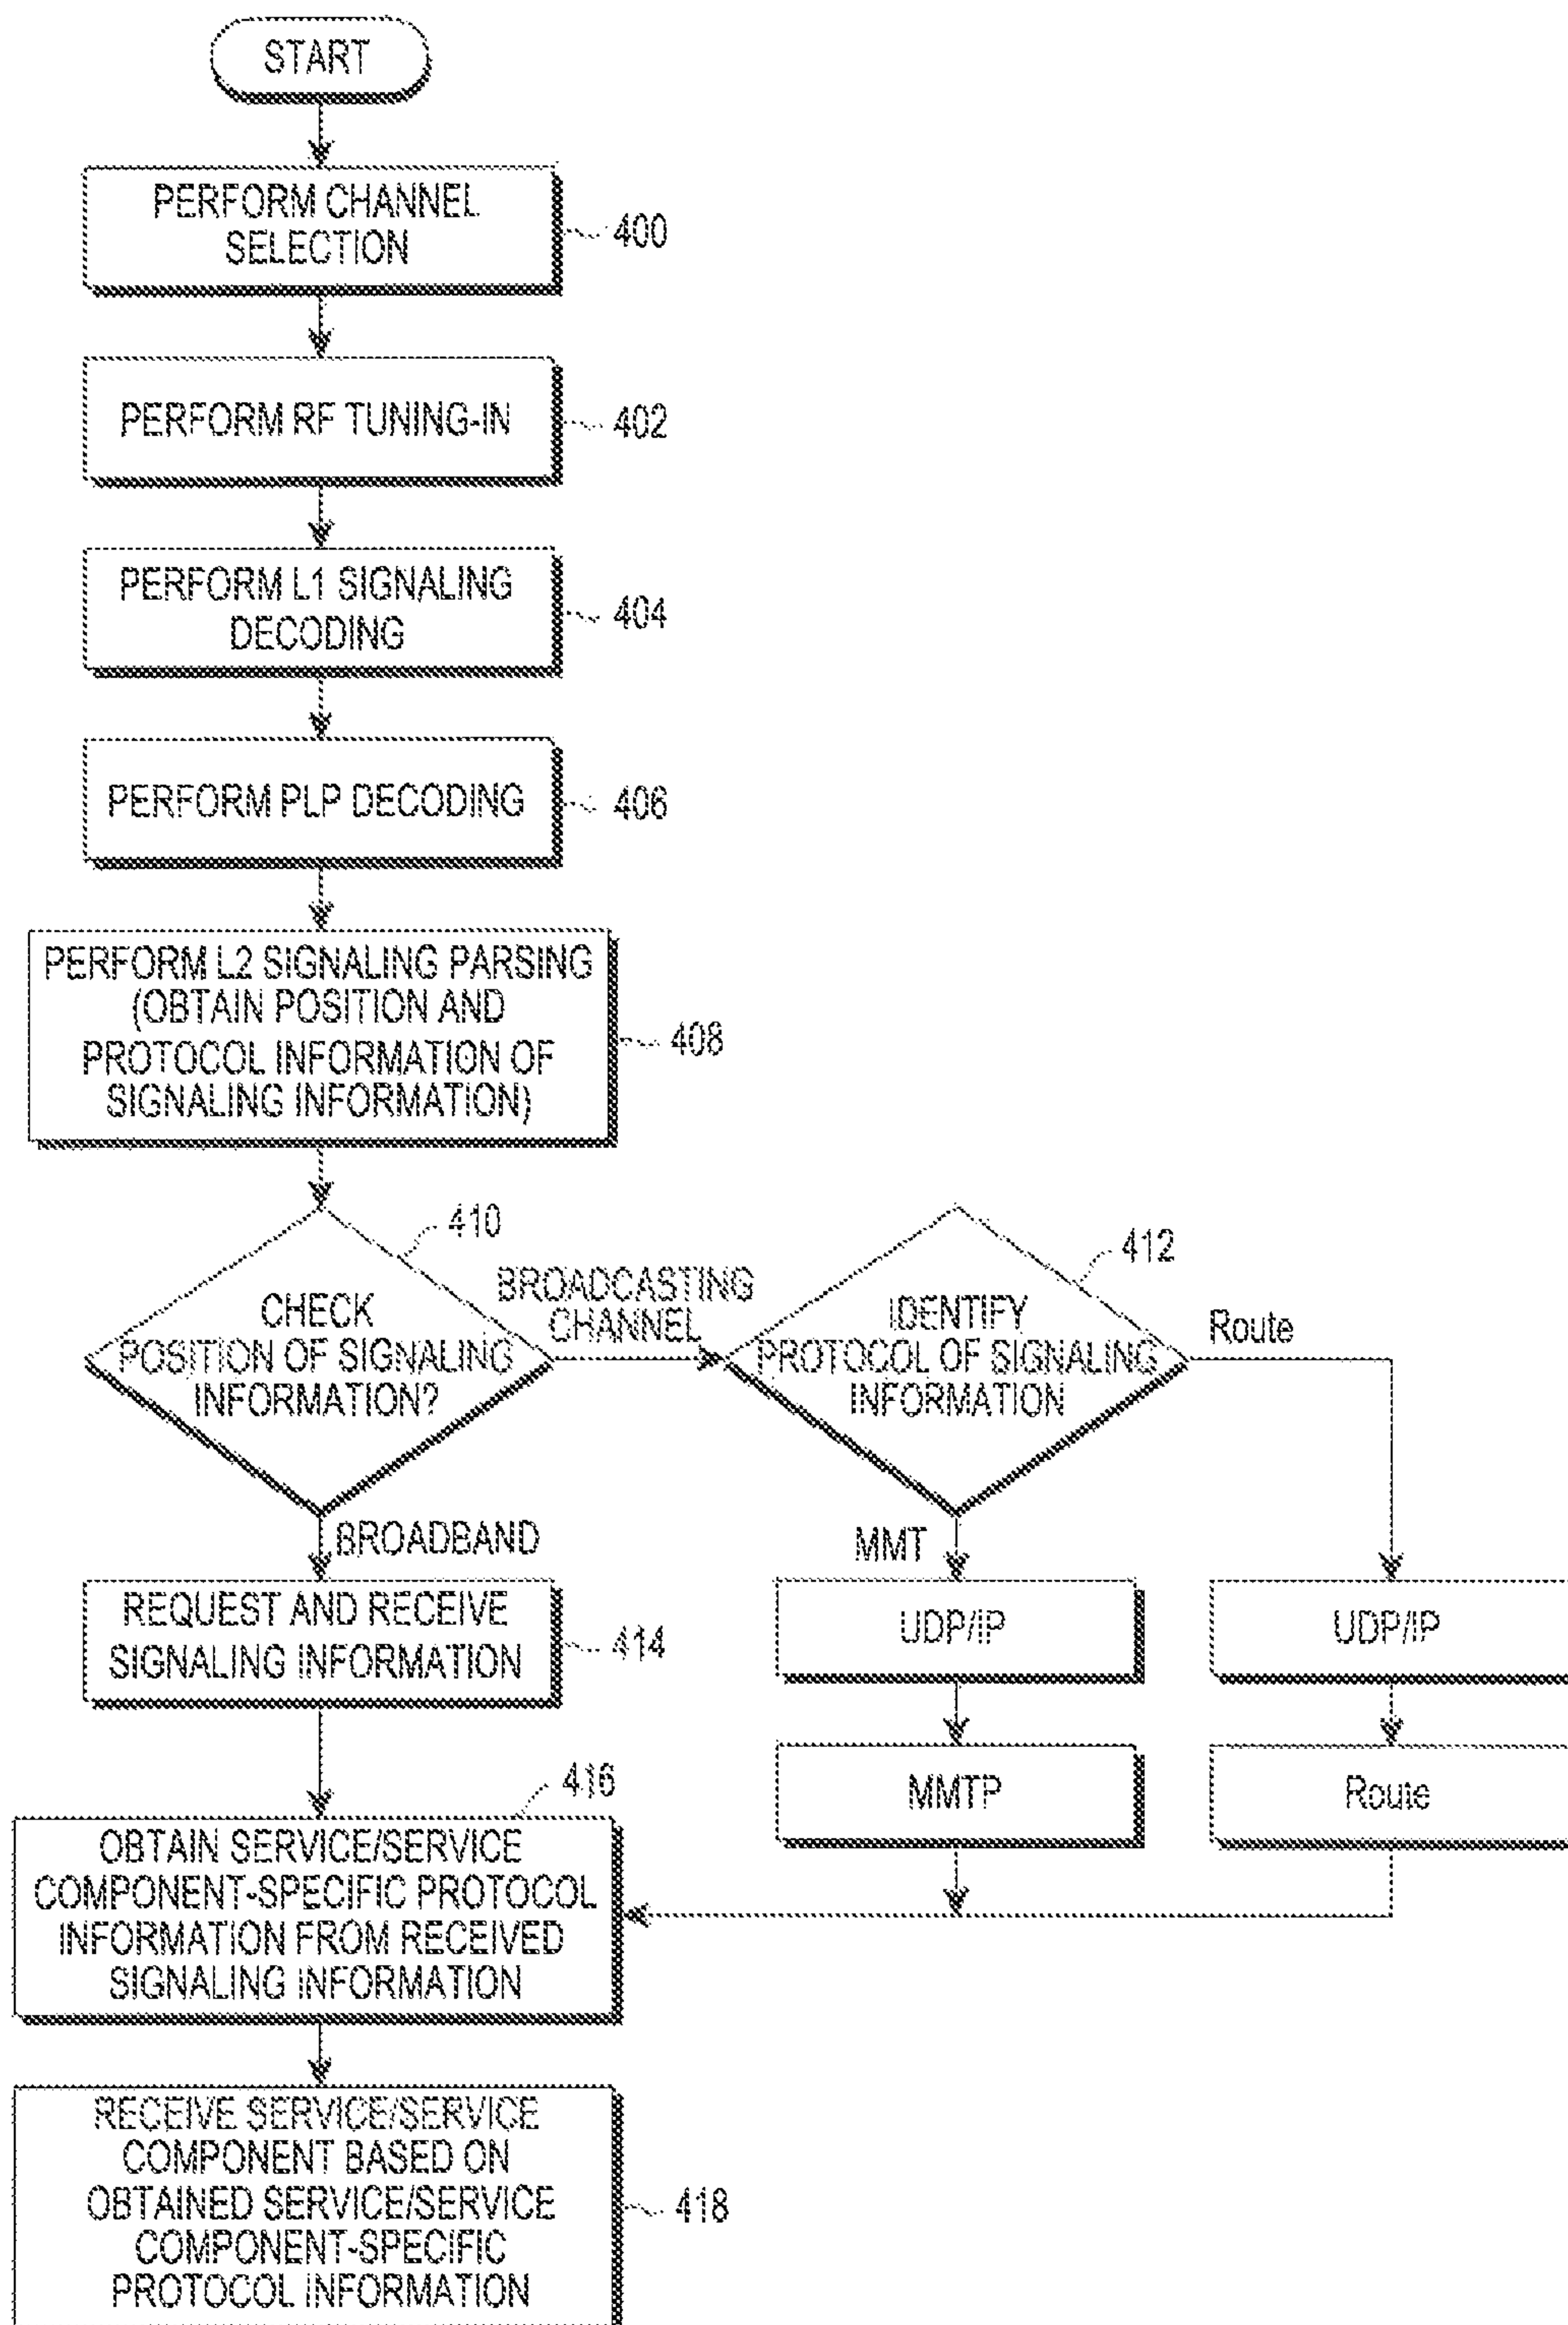 START
PERFORM CHANNEL
SELECTION
400
PERFORM RF TUNING-IN
402
PERFORM L1 SIGNALING
DECODING
404
PERFORM PLP DECODING
406
PERFORM L2 SIGNALING PARSING
(OBTAIN POSITION AND
PROTOCOL INFORMATION OF
SIGNALING INFORMATION)
408
410
CHECK
POSITION OF SIGNALING
INFORMATION?
BROADCASTING
CHANNEL
412
IDENTIFY
PROTOCOL OF SIGNALING
INFORMATION
Route
BROADBAND
MMT
REQUEST AND RECEIVE
SIGNALING INFORMATION
414
UDP/IP
UDP/IP
MMTP
Route
416
OBTAIN SERVICE/SERVICE
COMPONENT-SPECIFIC PROTOCOL
INFORMATION FROM RECEIVED
SIGNALING INFORMATION
RECEIVE SERVICE/SERVICE
COMPONENT BASED ON
OBTAINED SERVICE/SERVICE
COMPONENT-SPECIFIC
PROTOCOL INFORMATION
418